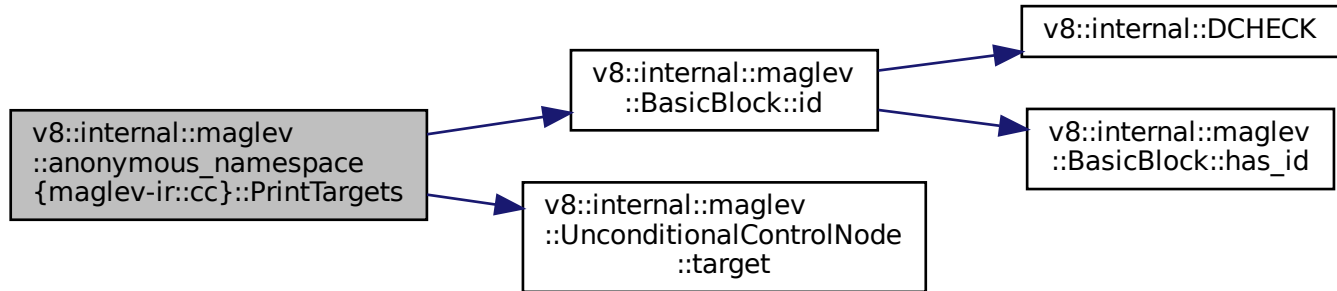 v8::internal::maglev
::anonymous_namespace
{maglev-ir::cc}::PrintTargets
v8::internal::maglev
::BasicBlock::id
v8::internal::DCHECK
v8::internal::maglev
::BasicBlock::has_id
v8::internal::maglev
::UnconditionalControlNode
::target